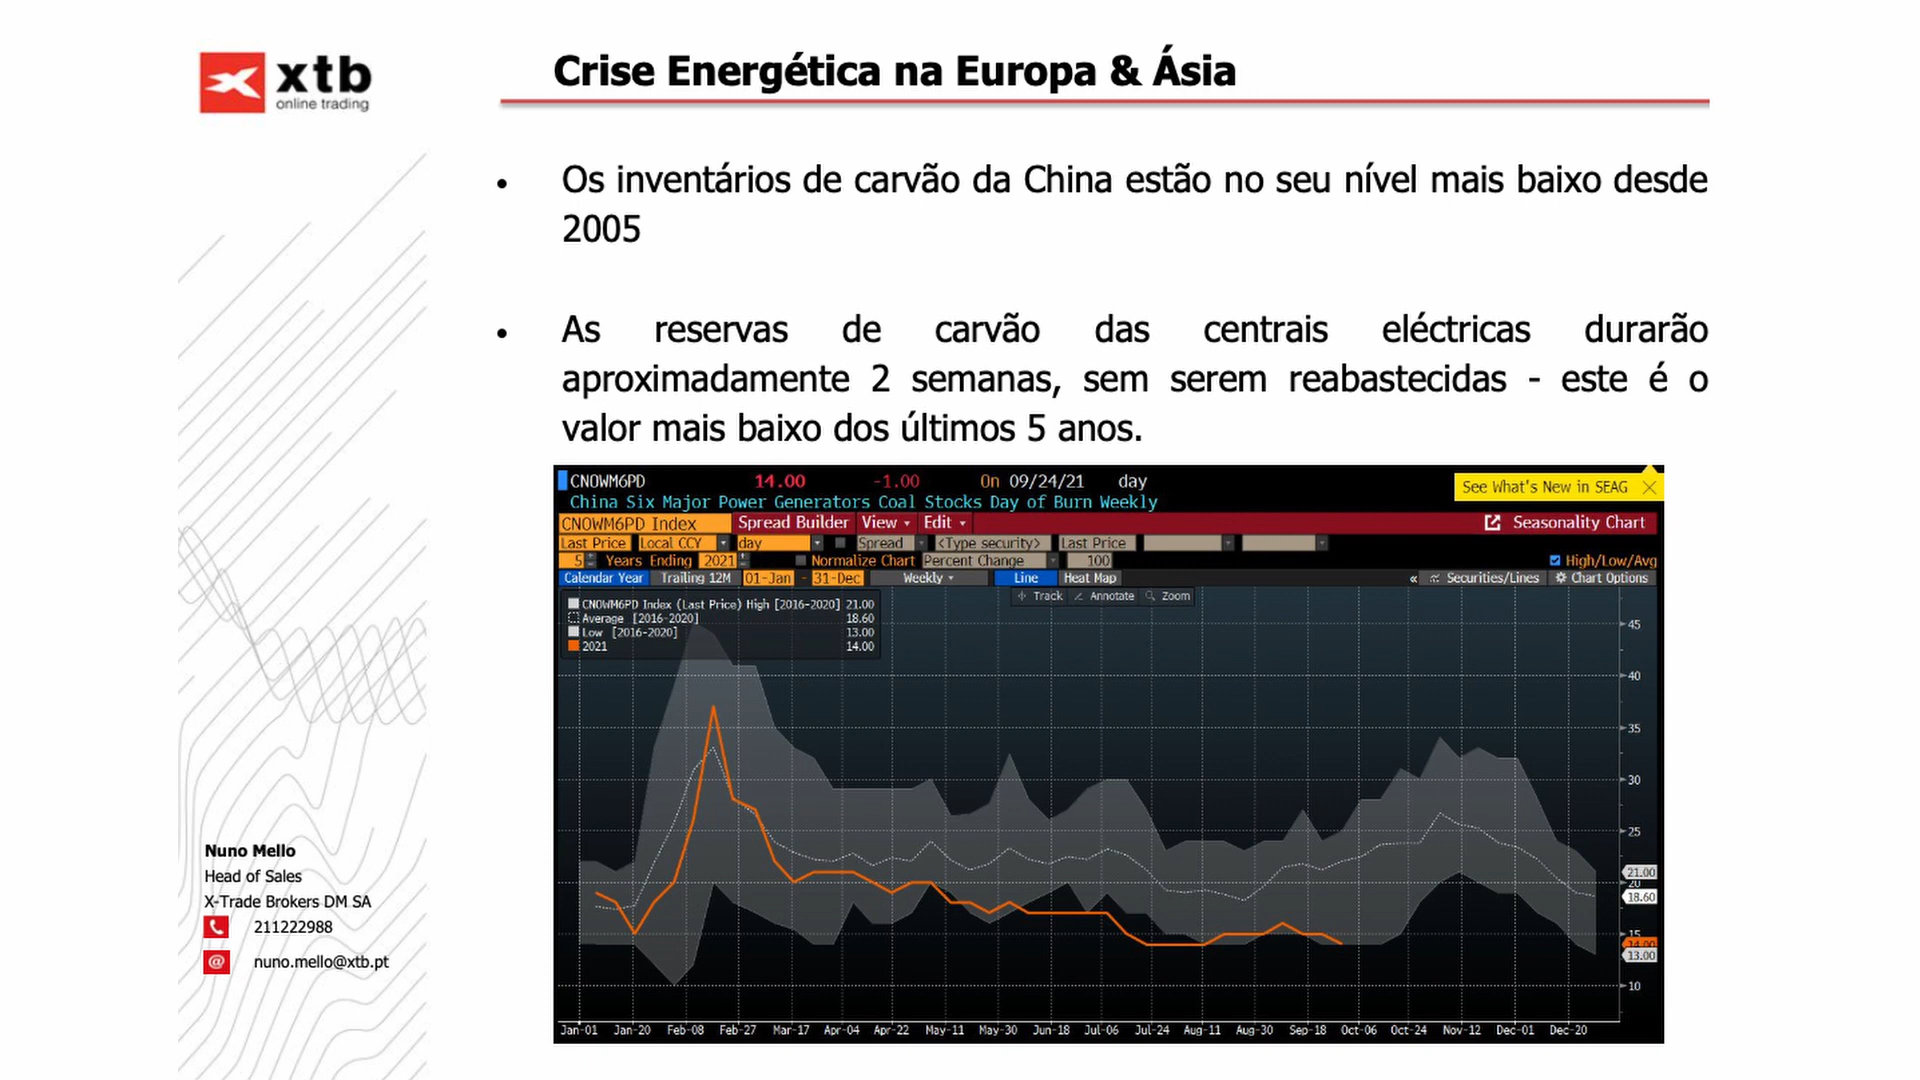 xtb
online trading
Crise Energética na Europa & Ásia
• Os inventários de carvão da China estão no seu nível mais baixo desde
2005
• As reservas de carvão das centrais eléctricas durarão
aproximadamente 2 semanas, sem serem reabastecidas - este é o
valor mais baixo dos últimos 5 anos.
CNOWM6PD 14.00 -1.00 On 09/24/21 day
See What's New in SEAG
China Six Major Power Generators Coal Stocks Day of Burn Weekly
CNOWM6PD Index Spread Builder View Edit Seasonality Chart
Last Price Local CCY day Spread <Type security> Last Price
5 Years Ending 2021 Normalize Chart Percent Change 100 High/Low/Avg
Calendar Year Trailing 12M 01-Jan - 31-Dec Weekly Line Heat Map « Securities/Lines Chart Options
Track Annotate Zoom
CNOWM6PD Index (Last Price) High [2016-2020] 21.00
Average [2016-2020] 18.60
Low [2016-2020] 13.00
2021 14.00
45
40
35
30
25
21.00
20
18.60
15
14.00
13.00
10
Jan-01 Jan-20 Feb-08 Feb-27 Mar-17 Apr-04 Apr-22 May-11 May-30 Jun-18 Jul-06 Jul-24 Aug-11 Aug-30 Sep-18 Oct-06 Oct-24 Nov-12 Dec-01 Dec-20
Nuno Mello
Head of Sales
X-Trade Brokers DM SA
211222988
@ nuno.mello@xtb.pt